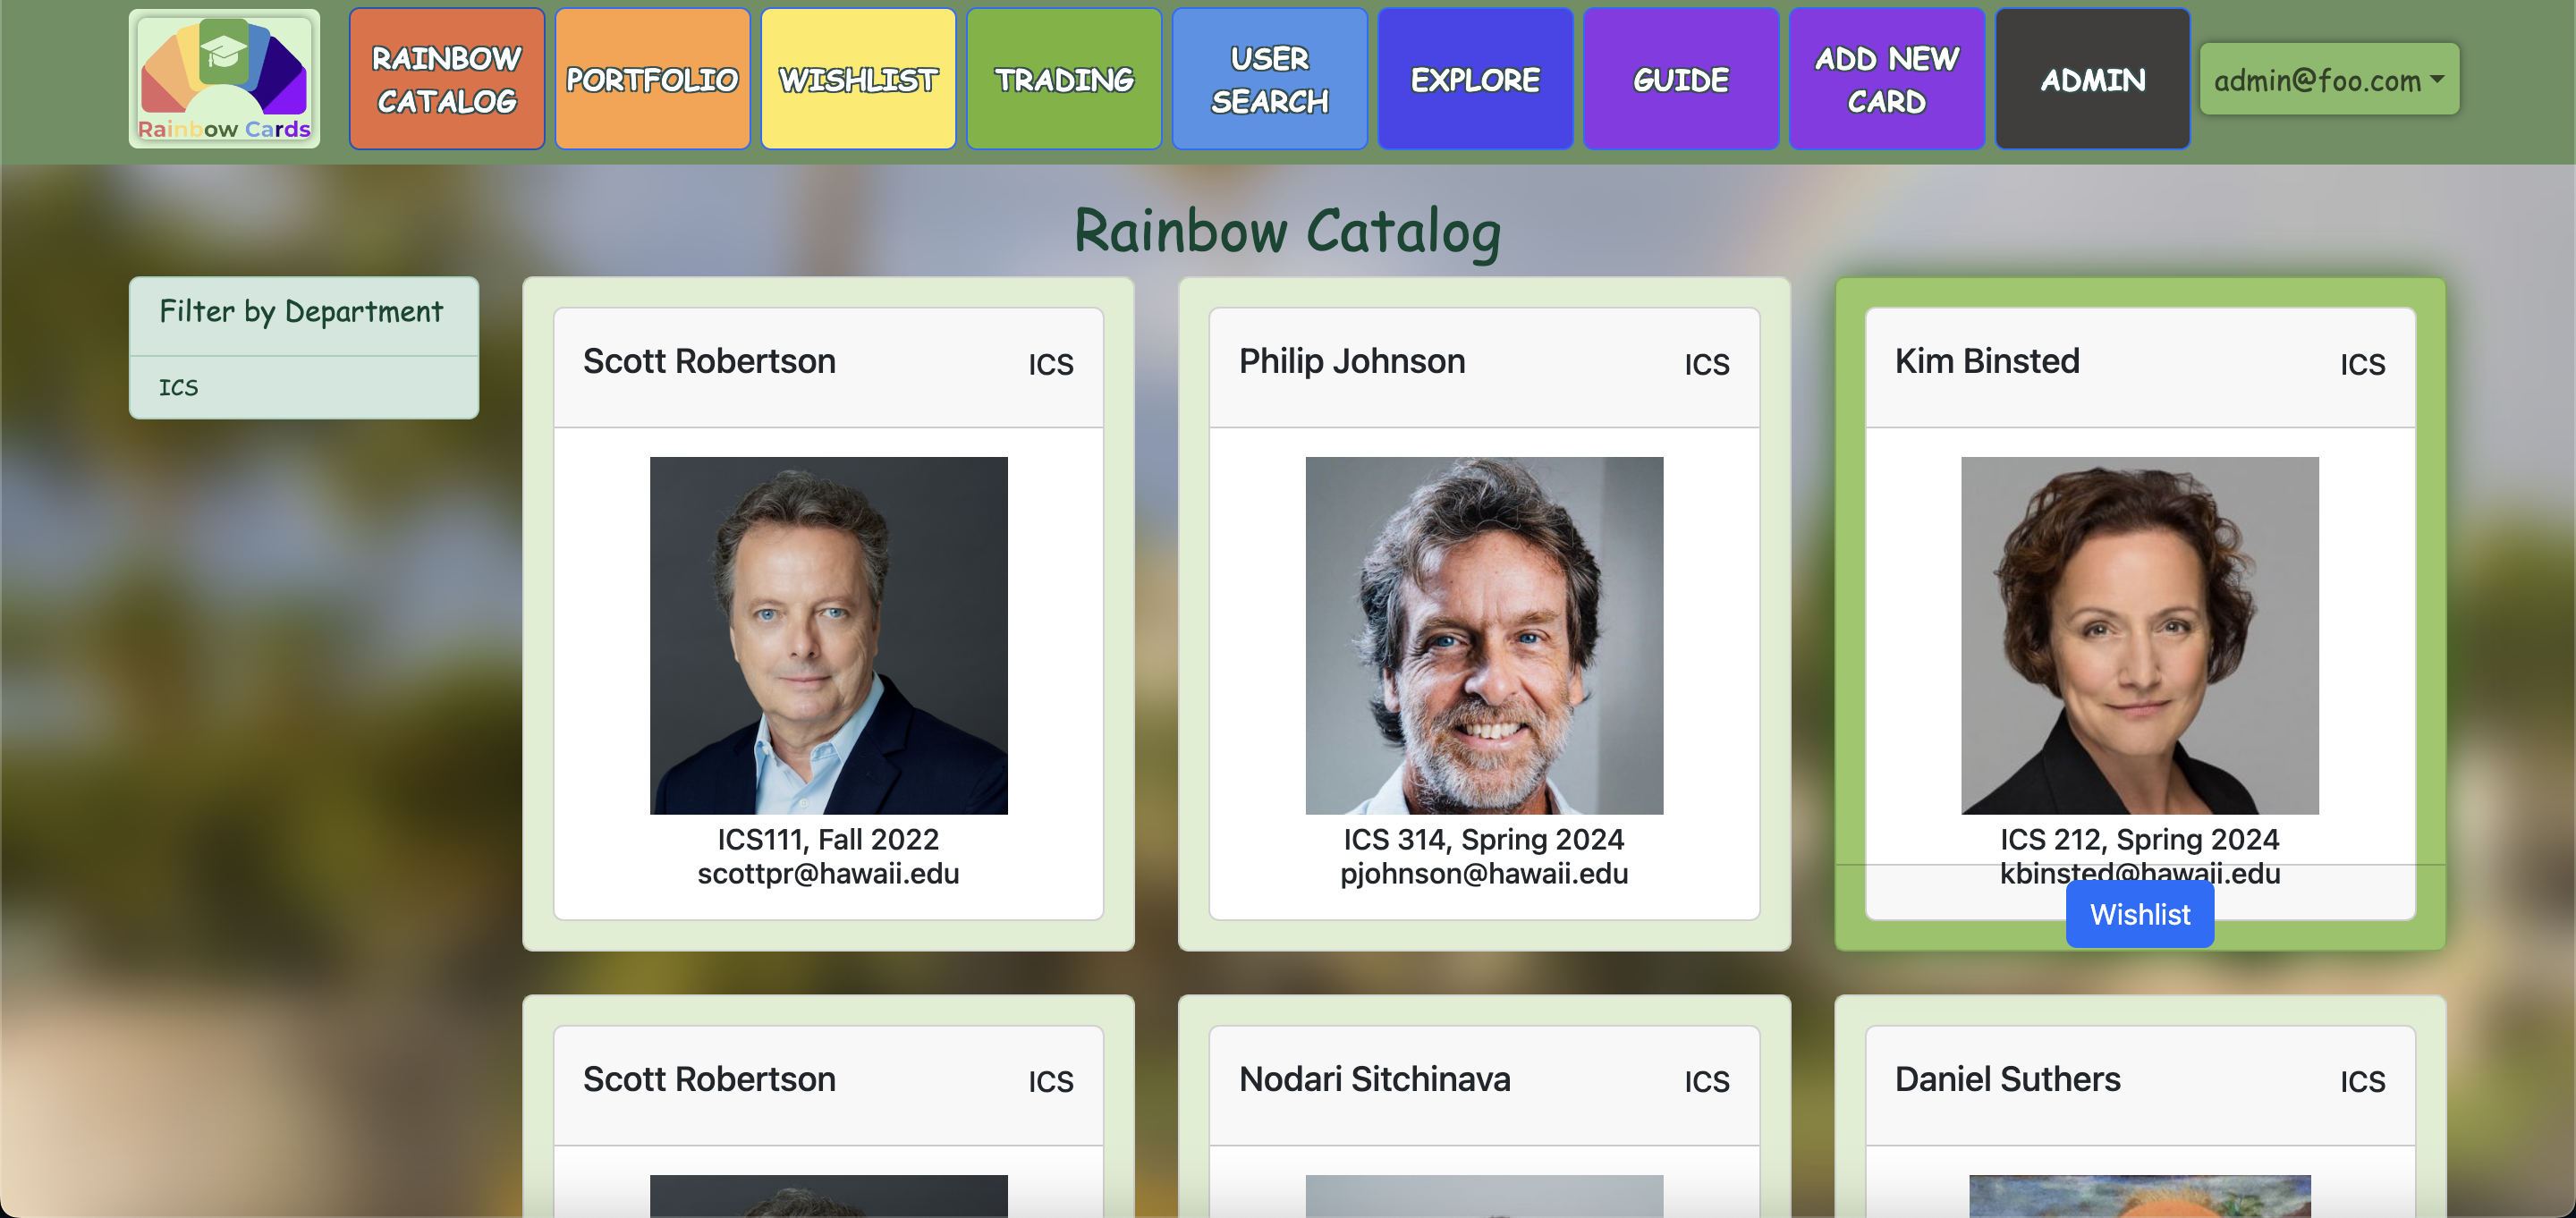 Rainbow Cards
RAINBOW
CATALOG
PORTFOLIO
WISHLIST
TRADING
USER
SEARCH
EXPLORE
GUIDE
ADD NEW
CARD
ADMIN
admin@foo.com
Rainbow Catalog
Filter by Department
ICS
Scott Robertson ICS
ICS111, Fall 2022
scottpr@hawaii.edu
Philip Johnson ICS
ICS 314, Spring 2024
pjohnson@hawaii.edu
Kim Binsted ICS
ICS 212, Spring 2024
kbinsted@hawaii.edu
Wishlist
Scott Robertson ICS
Nodari Sitchinava ICS
Daniel Suthers ICS